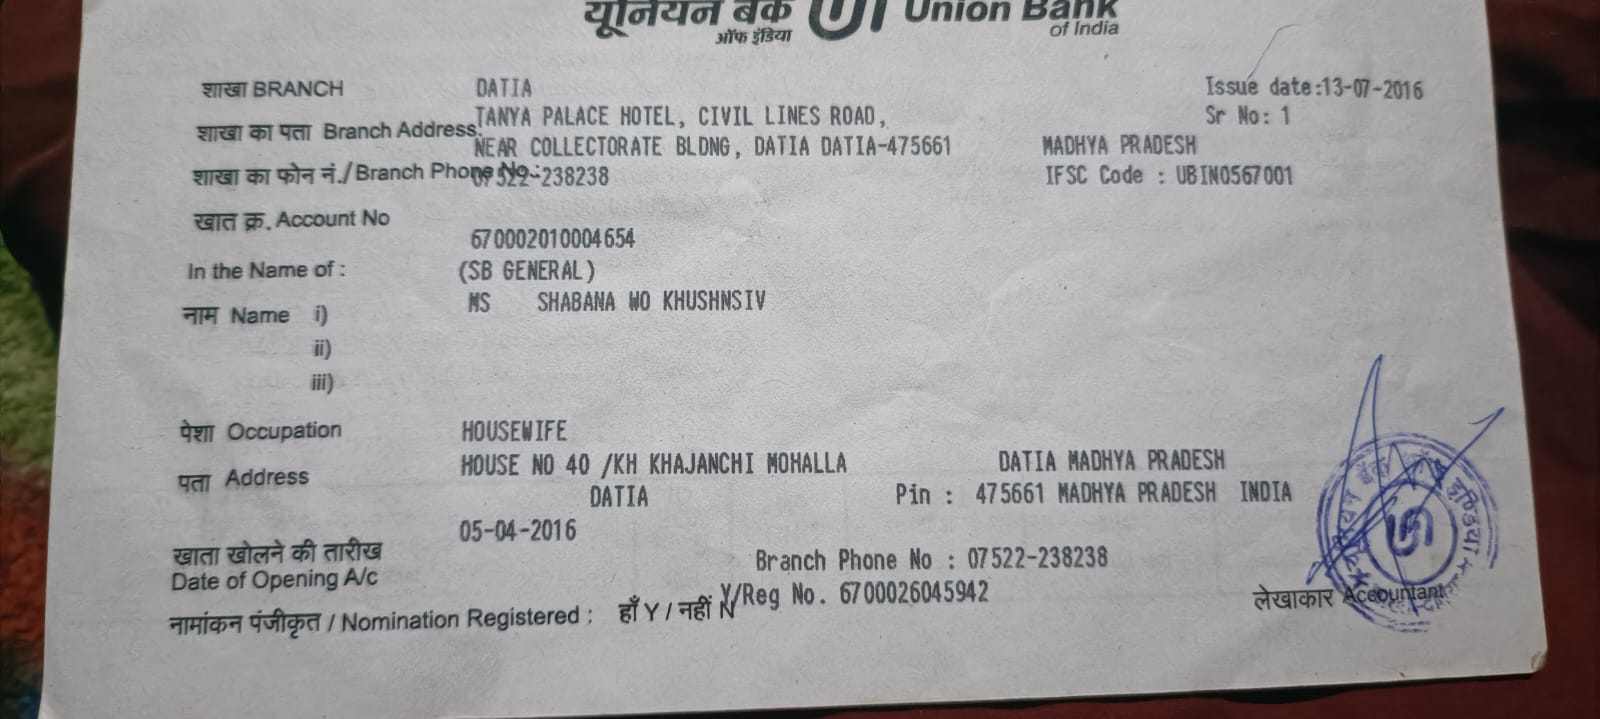 यूनियन बैंक Union Bank
ऑफ इंडिया of India
शाखा BRANCH DATIA Issue date:13-07-2016
TANYA PALACE HOTEL, CIVIL LINES ROAD, Sr No: 1
शाखा का पता Branch Address:
NEAR COLLECTORATE BLDNG, DATIA DATIA-475661 MADHYA PRADESH
शाखा का फोन नं./Branch Phone No.: 07522-238238 IFSC Code : UBIN0567001
खात क्र. Account No
670002010004654
In the Name of : (SB GENERAL)
नाम Name i) MS SHABANA WO KHUSHNSIV
ii)
iii)
पेशा Occupation HOUSEWIFE
पता Address HOUSE NO 40 /KH KHAJANCHI MOHALLA DATIA MADHYA PRADESH
DATIA Pin : 475661 MADHYA PRADESH INDIA
05-04-2016
खाता खोलने की तारीख
Date of Opening A/c Branch Phone No : 07522-238238
नामांकन पंजीकृत / Nomination Registered : हाँ Y / नहीं N Y/Reg No. 6700026045942
लेखाकार Accountant